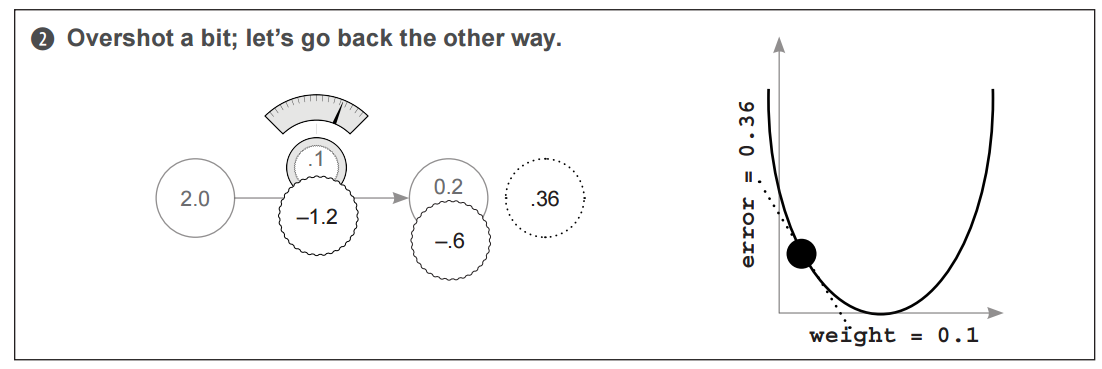 2 Overshot a bit; let’s go back the other way.
.1
2.0
–1.2
0.2
–.6
.36
error = 0.36
weight = 0.1